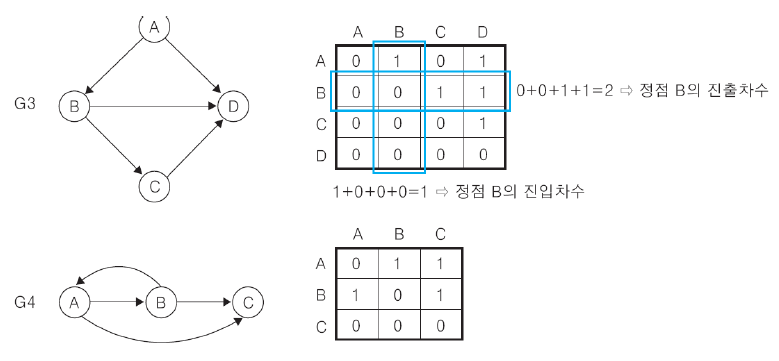 A
G3
B
D
C
A B C D
A 0 1 0 1
B 0 0 1 1 0+0+1+1=2 ⇨ 정점 B의 진출차수
C 0 0 0 1
D 0 0 0 0
1+0+0+0=1 ⇨ 정점 B의 진입차수
G4
A
B
C
A B C
A 0 1 1
B 1 0 1
C 0 0 0